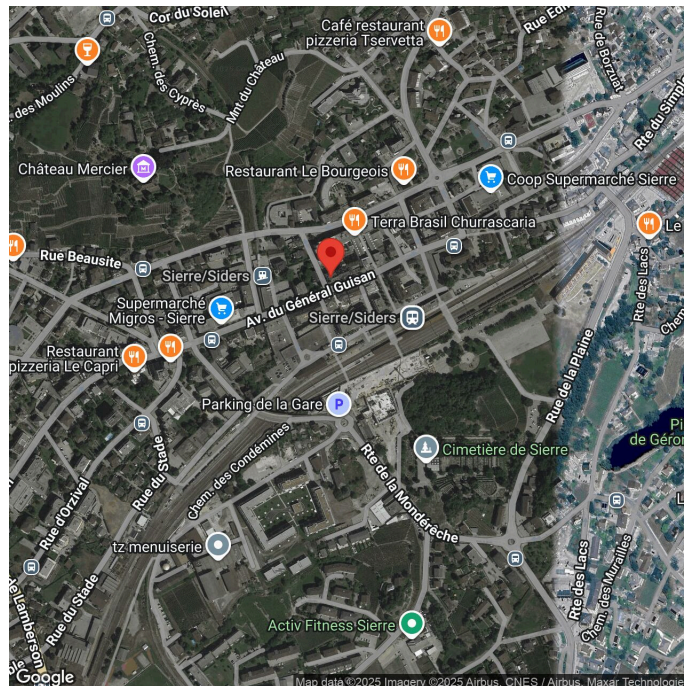 Cor du Soleil
Café restaurant
pizzeria Tservetta
Rue de Borzuat
des Moulins
Chem. des Cyprès
Mnt du Château
Rte du Simplon
Château Mercier
Restaurant Le Bourgeois
Coop Supermarché Sierre
Terra Brasil Churrascaria
Le
Rue Beausite
Sierre/Siders
Av. du Général Guisan
Rte des Lacs
Supermarché
Migros - Sierre
Sierre/Siders
Restaurant
pizzeria Le Capri
Rue de la Plaine
Parking de la Gare
P
Cimetière de Sierre
Chem. des Condémines
Rte de la Monderèche
Rue du Stade
Rue d'Orzival
tz menuiserie
Rte des Lacs
Chem. des Murailles
Rue du Stade
de Lamberson
Activ Fitness Sierre
Google
Map data ©2025 Imagery ©2025 Airbus, CNES / Airbus, Maxar Technologie